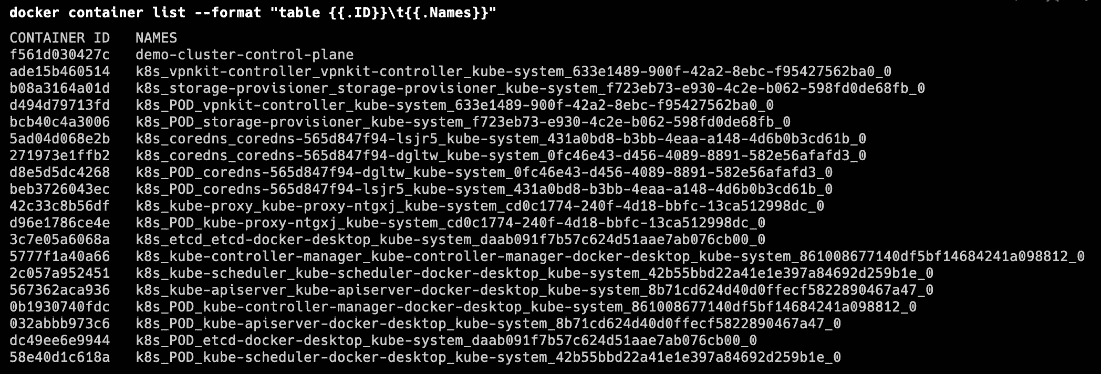 docker container list --format "table {{.ID}}\t{{.Names}}"
CONTAINER ID   NAMES
f561d030427c   demo-cluster-control-plane
ade15b460514   k8s_vpnkit-controller_vpnkit-controller_kube-system_633e1489-900f-42a2-8ebc-f95427562ba0_0
b08a3164a01d   k8s_storage-provisioner_storage-provisioner_kube-system_f723eb73-e930-4c2e-b062-598fd0de68fb_0
d494d79713fd   k8s_POD_vpnkit-controller_kube-system_633e1489-900f-42a2-8ebc-f95427562ba0_0
bcb40c4a3006   k8s_POD_storage-provisioner_kube-system_f723eb73-e930-4c2e-b062-598fd0de68fb_0
5ad04d068e2b   k8s_coredns_coredns-565d847f94-lsjr5_kube-system_431a0bd8-b3bb-4eaa-a148-4d6b0b3cd61b_0
271973e1ffb2   k8s_coredns_coredns-565d847f94-dgltw_kube-system_0fc46e43-d456-4089-8891-582e56afafd3_0
d8e5d5dc4268   k8s_POD_coredns-565d847f94-dgltw_kube-system_0fc46e43-d456-4089-8891-582e56afafd3_0
beb3726043ec   k8s_POD_coredns-565d847f94-lsjr5_kube-system_431a0bd8-b3bb-4eaa-a148-4d6b0b3cd61b_0
42c33c8b56df   k8s_kube-proxy_kube-proxy-ntgxj_kube-system_cd0c1774-240f-4d18-bbfc-13ca512998dc_0
d96e1786ce4e   k8s_POD_kube-proxy-ntgxj_kube-system_cd0c1774-240f-4d18-bbfc-13ca512998dc_0
3c7e05a6068a   k8s_etcd_etcd-docker-desktop_kube-system_daab091f7b57c624d51aae7ab076cb00_0
5777f1a40a66   k8s_kube-controller-manager_kube-controller-manager-docker-desktop_kube-system_861008677140df5bf14684241a098812_0
2c057a952451   k8s_kube-scheduler_kube-scheduler-docker-desktop_kube-system_42b55bbd22a41e1e397a84692d259b1e_0
567362aca936   k8s_kube-apiserver_kube-apiserver-docker-desktop_kube-system_8b71cd624d40d0ffecf5822890467a47_0
0b1930740fdc   k8s_POD_kube-controller-manager-docker-desktop_kube-system_861008677140df5bf14684241a098812_0
032abbb973c6   k8s_POD_kube-apiserver-docker-desktop_kube-system_8b71cd624d40d0ffecf5822890467a47_0
dc49ee6e9944   k8s_POD_etcd-docker-desktop_kube-system_daab091f7b57c624d51aae7ab076cb00_0
58e40d1c618a   k8s_POD_kube-scheduler-docker-desktop_kube-system_42b55bbd22a41e1e397a84692d259b1e_0